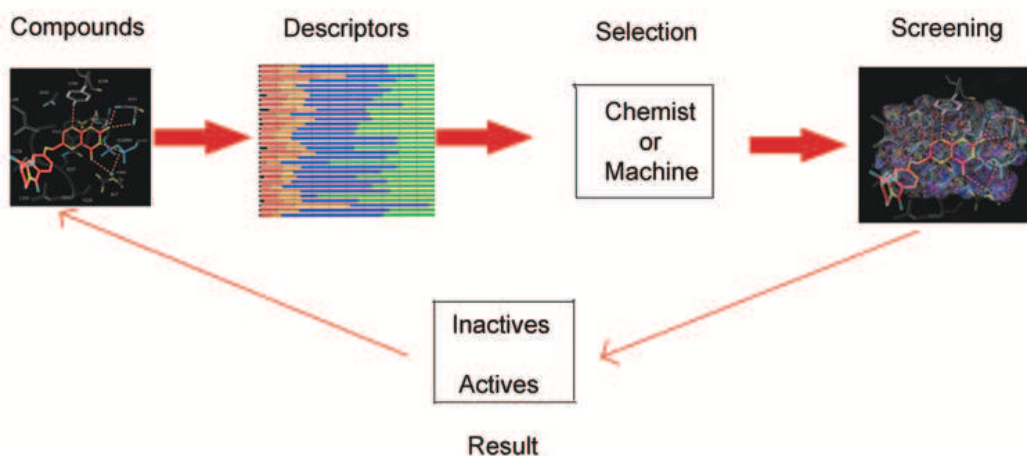 Compounds
Descriptors
Selection
Screening
Chemist
or
Machine
Inactives
Actives
Result